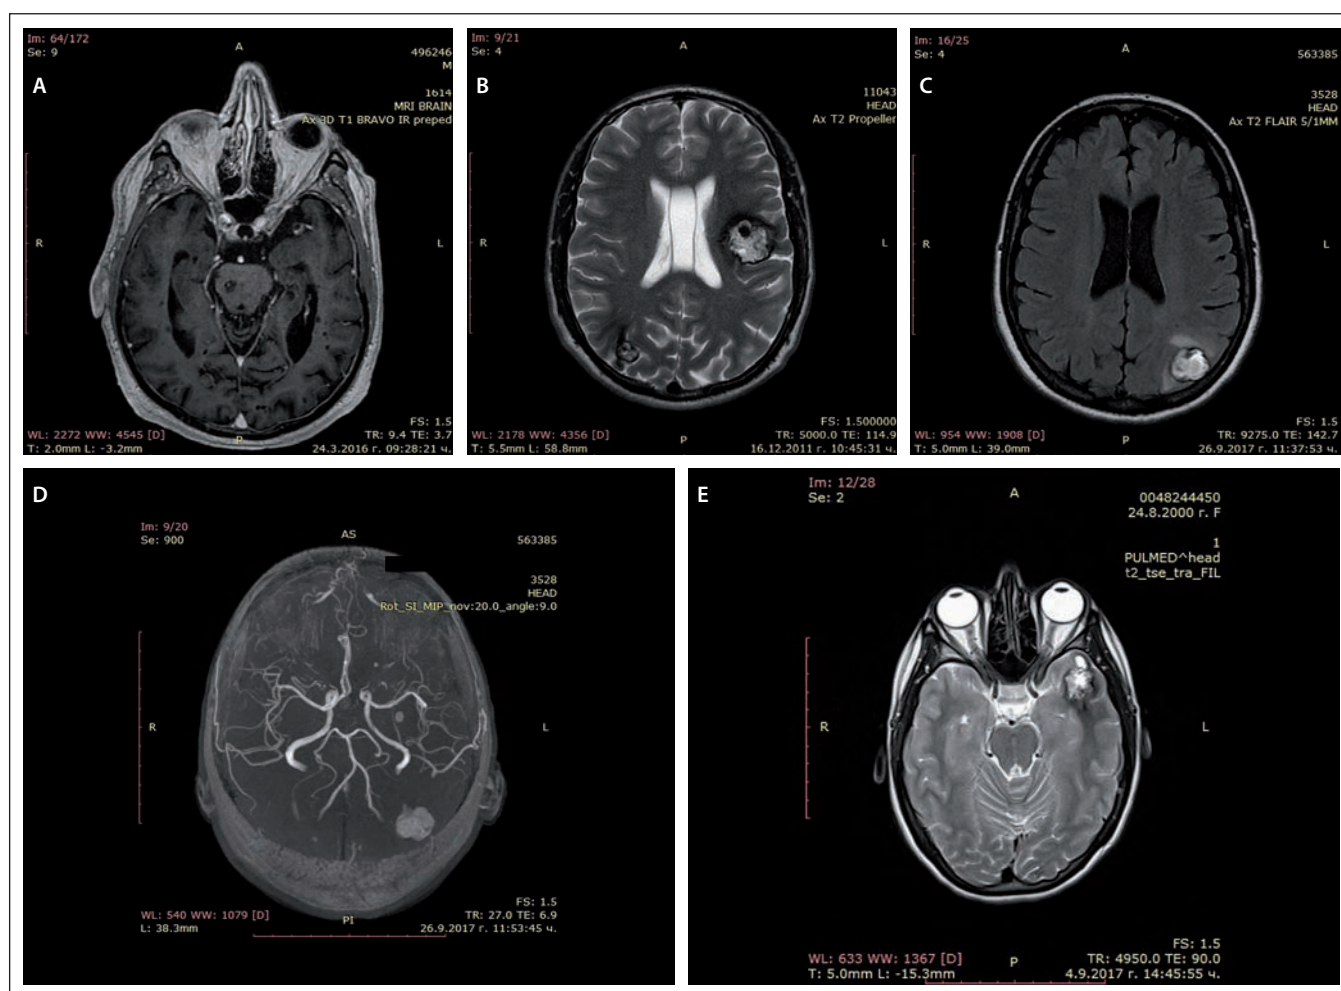 Im: 64/172
Se: 9
A
496246
M
A
1614
MRI BRAIN
Ax 3D T1 BRAVO IR preped
R
L
FS: 1.5
WL: 2272 WW: 4545 [D]
P
TR: 9.4 TE: 3.7
T: 2.0mm L: -3.2mm
24.3.2016 г. 09:28:21 ч.
Im: 9/21
Se: 4
A
B
11043
HEAD
Ax T2 Propeller
R
L
FS: 1.500000
WL: 2178 WW: 4356 [D]
P
TR: 5000.0 TE: 114.9
T: 5.5mm L: 58.8mm
16.12.2011 г. 10:45:31 ч.
Im: 16/25
Se: 4
A
563385
C
3528
HEAD
Ax T2 FLAIR 5/1MM
R
L
FS: 1.5
WL: 954 WW: 1908 [D]
P
TR: 9275.0 TE: 142.7
T: 5.0mm L: 39.0mm
26.9.2017 г. 11:37:53 ч.
D
Im: 9/20
Se: 900
AS
563385
3528
HEAD
Rot_SI_MIP_nov:20.0_angle:9.0
R
L
FS: 1.5
WL: 540 WW: 1079 [D]
PI
TR: 27.0 TE: 6.9
L: 38.3mm
26.9.2017 г. 11:53:45 ч.
E
Im: 12/28
Se: 2
A
0048244450
24.8.2000 г. F
1
PULMED^head
t2_tse_tra_FIL
R
L
FS: 1.5
WL: 633 WW: 1367 [D]
P
TR: 4950.0 TE: 90.0
T: 5.0mm L: -15.3mm
4.9.2017 г. 14:45:55 ч.